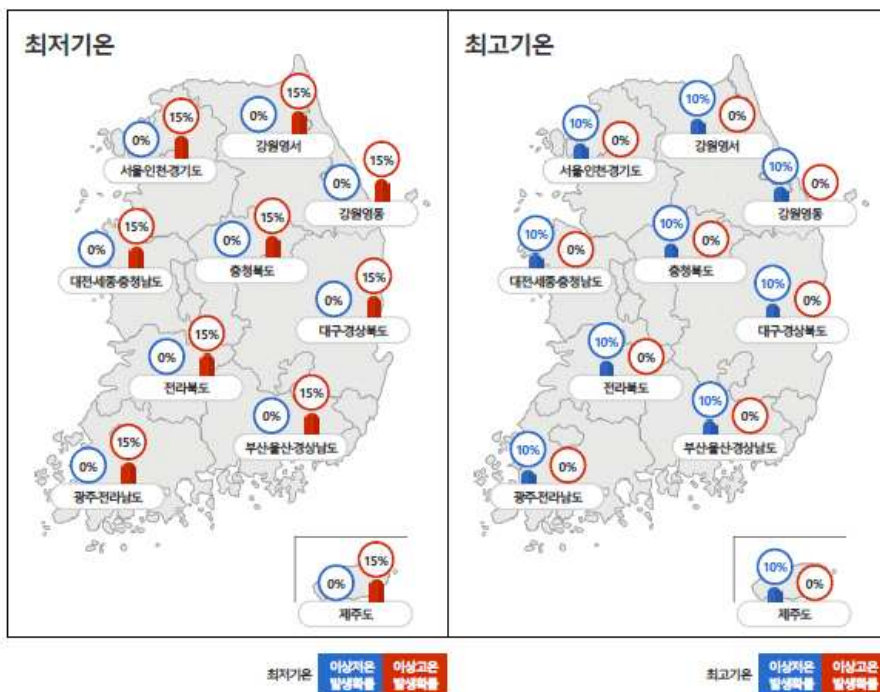 최저기온
15%
0%
강원영서
15%
0%
서울·인천·경기도
15%
0%
강원영동
15%
0%
대전·세종·충청남도
15%
0%
충청북도
15%
0%
대구·경상북도
15%
0%
전라북도
15%
0%
부산·울산·경상남도
15%
0%
광주·전라남도
15%
0%
제주도
최저기온
이상저온
발생확률
이상고온
발생확률
최고기온
10%
0%
강원영서
10%
0%
서울·인천·경기도
10%
0%
강원영동
10%
0%
대전·세종·충청남도
10%
0%
충청북도
10%
0%
대구·경상북도
10%
0%
전라북도
10%
0%
부산·울산·경상남도
10%
0%
광주·전라남도
10%
0%
제주도
최고기온
이상저온
발생확률
이상고온
발생확률